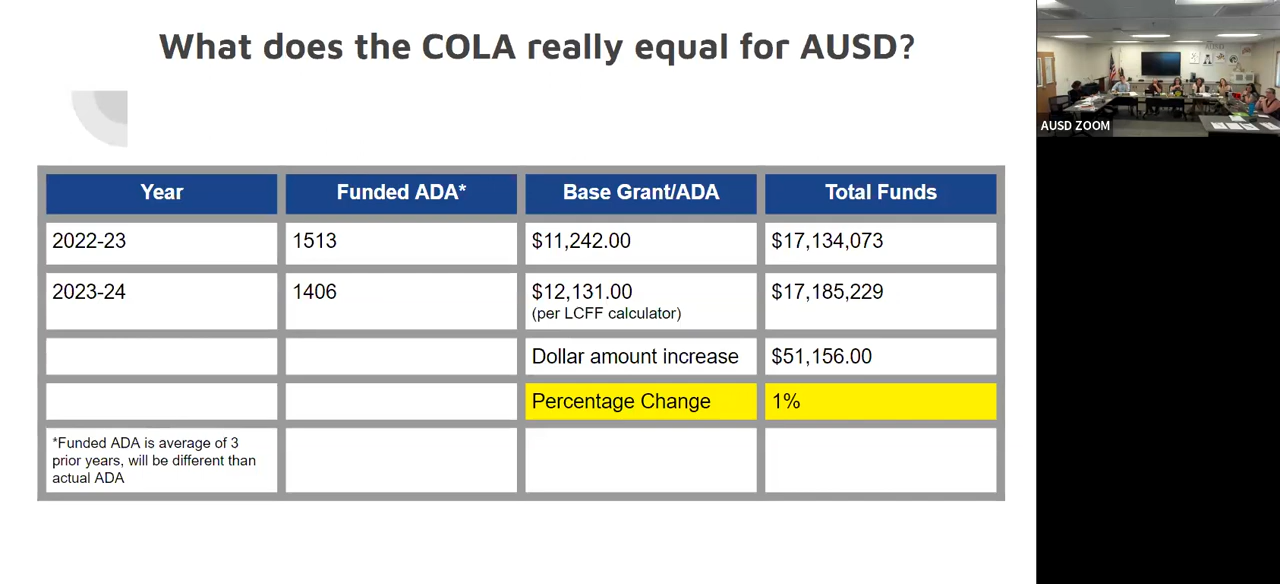 What does the COLA really equal for AUSD?
AUSD ZOOM
Year Funded ADA* Base Grant/ADA Total Funds
2022-23 1513 $11,242.00 $17,134,073
2023-24 1406 $12,131.00 $17,185,229
(per LCFF calculator)
Dollar amount increase $51,156.00
Percentage Change 1%
*Funded ADA is average of 3
prior years, will be different than
actual ADA